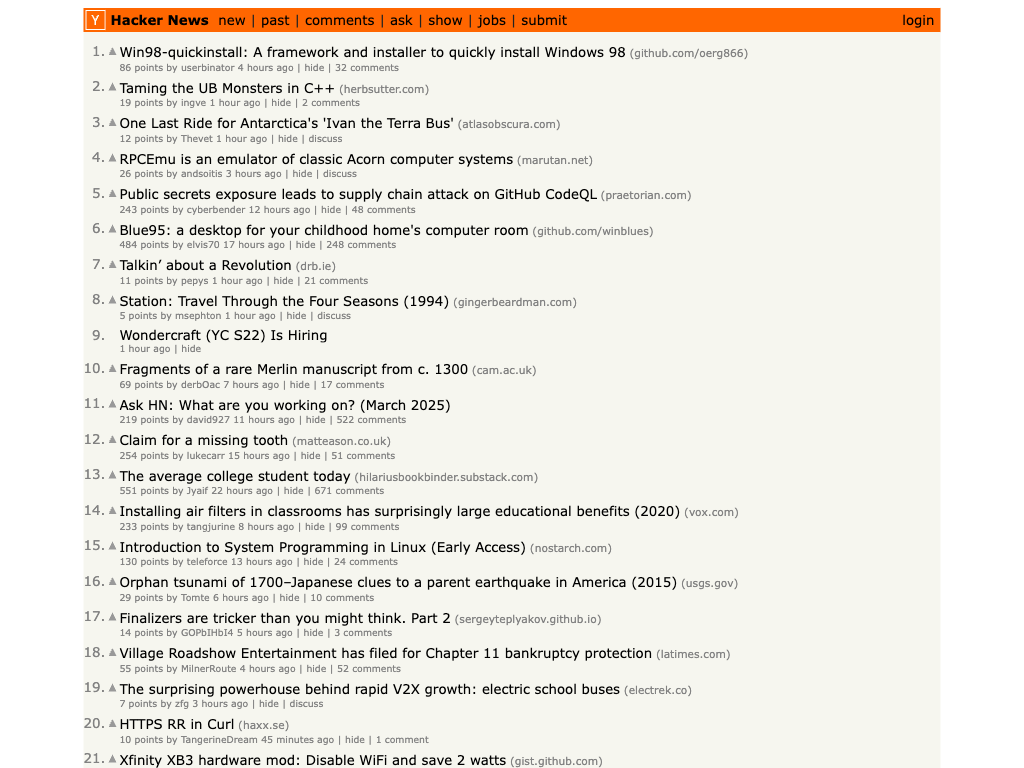 Y Hacker News new | past | comments | ask | show | jobs | submit login
1. ▲ Win98-quickinstall: A framework and installer to quickly install Windows 98 (github.com/oerg866)
86 points by userbinator 4 hours ago | hide | 32 comments
2. ▲ Taming the UB Monsters in C++ (herbsutter.com)
19 points by ingve 1 hour ago | hide | 2 comments
3. ▲ One Last Ride for Antarctica's 'Ivan the Terra Bus' (atlasobscura.com)
12 points by Thevet 1 hour ago | hide | discuss
4. ▲ RPCEmu is an emulator of classic Acorn computer systems (marutan.net)
26 points by andsoitis 3 hours ago | hide | discuss
5. ▲ Public secrets exposure leads to supply chain attack on GitHub CodeQL (praetorian.com)
243 points by cyberbender 12 hours ago | hide | 48 comments
6. ▲ Blue95: a desktop for your childhood home's computer room (github.com/winblues)
484 points by elvis70 17 hours ago | hide | 248 comments
7. ▲ Talkin’ about a Revolution (drb.ie)
11 points by pepys 1 hour ago | hide | 21 comments
8. ▲ Station: Travel Through the Four Seasons (1994) (gingerbeardman.com)
5 points by msephton 1 hour ago | hide | discuss
9. Wondercraft (YC S22) Is Hiring
1 hour ago | hide
10. ▲ Fragments of a rare Merlin manuscript from c. 1300 (cam.ac.uk)
69 points by derbOac 7 hours ago | hide | 17 comments
11. ▲ Ask HN: What are you working on? (March 2025)
219 points by david927 11 hours ago | hide | 522 comments
12. ▲ Claim for a missing tooth (matteason.co.uk)
254 points by lukecarr 15 hours ago | hide | 51 comments
13. ▲ The average college student today (hilariusbookbinder.substack.com)
551 points by Jyaif 22 hours ago | hide | 671 comments
14. ▲ Installing air filters in classrooms has surprisingly large educational benefits (2020) (vox.com)
233 points by tangjurine 8 hours ago | hide | 99 comments
15. ▲ Introduction to System Programming in Linux (Early Access) (nostarch.com)
130 points by teleforce 13 hours ago | hide | 24 comments
16. ▲ Orphan tsunami of 1700–Japanese clues to a parent earthquake in America (2015) (usgs.gov)
29 points by Tomte 6 hours ago | hide | 10 comments
17. ▲ Finalizers are tricker than you might think. Part 2 (sergeyteplyakov.github.io)
14 points by GOPbIHbI4 5 hours ago | hide | 3 comments
18. ▲ Village Roadshow Entertainment has filed for Chapter 11 bankruptcy protection (latimes.com)
55 points by MilnerRoute 4 hours ago | hide | 52 comments
19. ▲ The surprising powerhouse behind rapid V2X growth: electric school buses (electrek.co)
7 points by zfg 3 hours ago | hide | discuss
20. ▲ HTTPS RR in Curl (haxx.se)
10 points by TangerineDream 45 minutes ago | hide | 1 comment
21. ▲ Xfinity XB3 hardware mod: Disable WiFi and save 2 watts (gist.github.com)